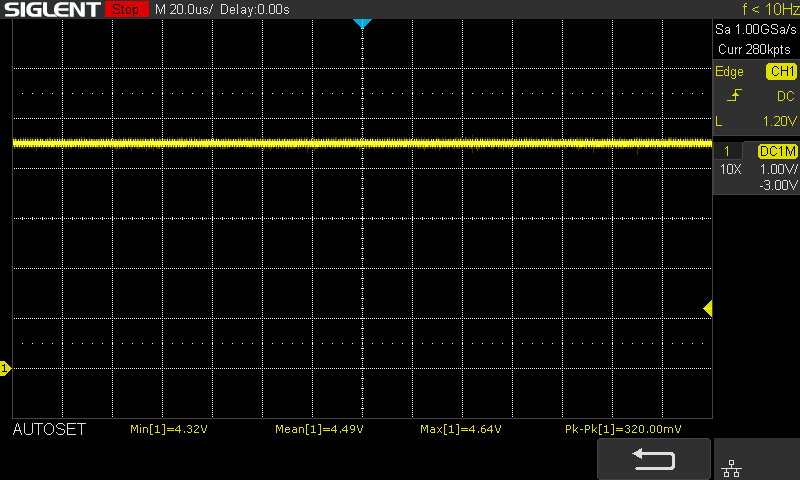 SIGLENT Stop M 20.0us/ Delay:0.00s f < 10Hz
Sa 1.00GSa/s
Curr 280kpts
Edge CH1
DC
L 1.20V
1 DC1M
10X 1.00V/
-3.00V
1
AUTOSET Min[1]=4.32V Mean[1]=4.49V Max[1]=4.64V Pk-Pk[1]=320.00mV